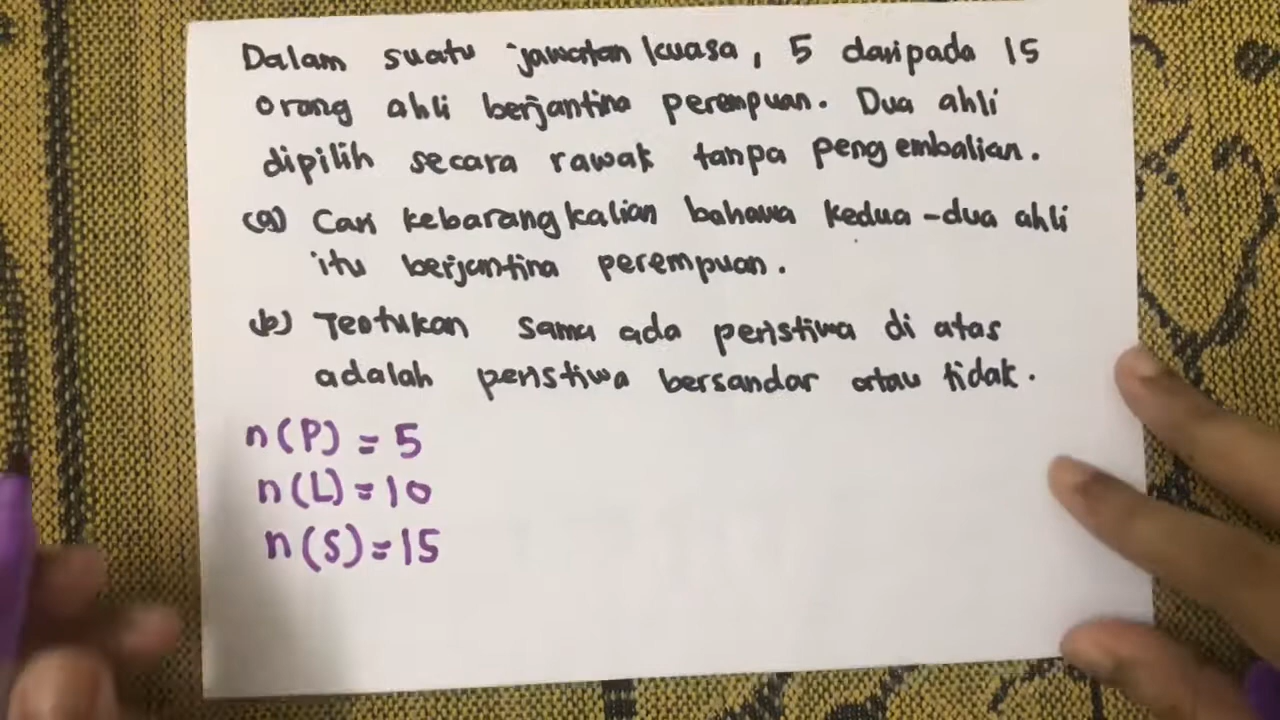 Dalam suatu jawatan kuasa, 5 daripada 15
orang ahli berjantina perempuan. Dua ahli
dipilih secara rawak tanpa pengembalian.
(a) Cari kebarangkalian bahawa kedua-dua ahli
itu berjantina perempuan.
(b) Tentukan sama ada peristiwa di atas
adalah peristiwa bersandar atau tidak.
n(P) = 5
n(L) = 10
n(S) = 15